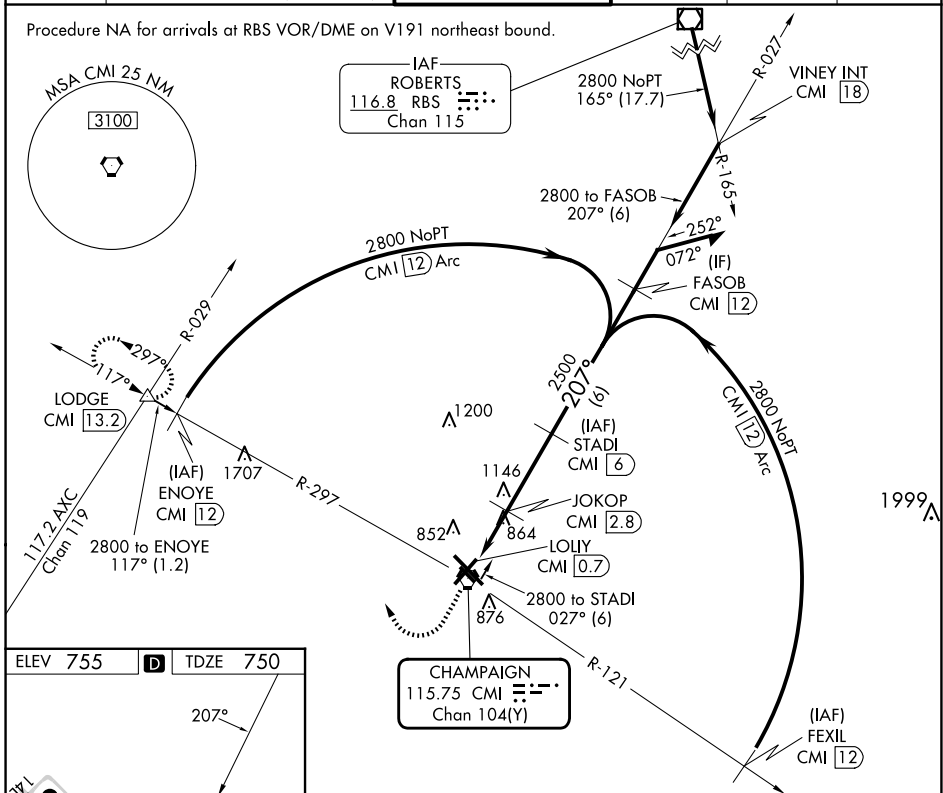 Procedure NA for arrivals at RBS VOR/DME on V191 northeast bound.
MSA CMI 25 NM
3100
IAF
ROBERTS
116.8 RBS
Chan 115
2800 NoPT
165° (17.7)
R-027
VINEY INT
CMI 18
R-165
2800 to FASOB
207° (6)
252°
072°
(IF)
FASOB
CMI 12
2800 NoPT
CMI 12 Arc
R-029
297°
117°
LODGE
CMI 13.2
(IAF)
ENOYE
CMI 12
1707
R-297
117.2 AXC
Chan 119
2800 to ENOYE
117° (1.2)
2500
207°
(6)
1200
(IAF)
STADI
CMI 6
2800 NoPT
CMI 12 Arc
1146
JOKOP
CMI 2.8
852
864
LOLIY
CMI 0.7
1999
2800 to STADI
027° (6)
876
R-121
CHAMPAIGN
115.75 CMI
Chan 104(Y)
(IAF)
FEXIL
CMI 12
ELEV 755 D TDZE 750
207°
14L